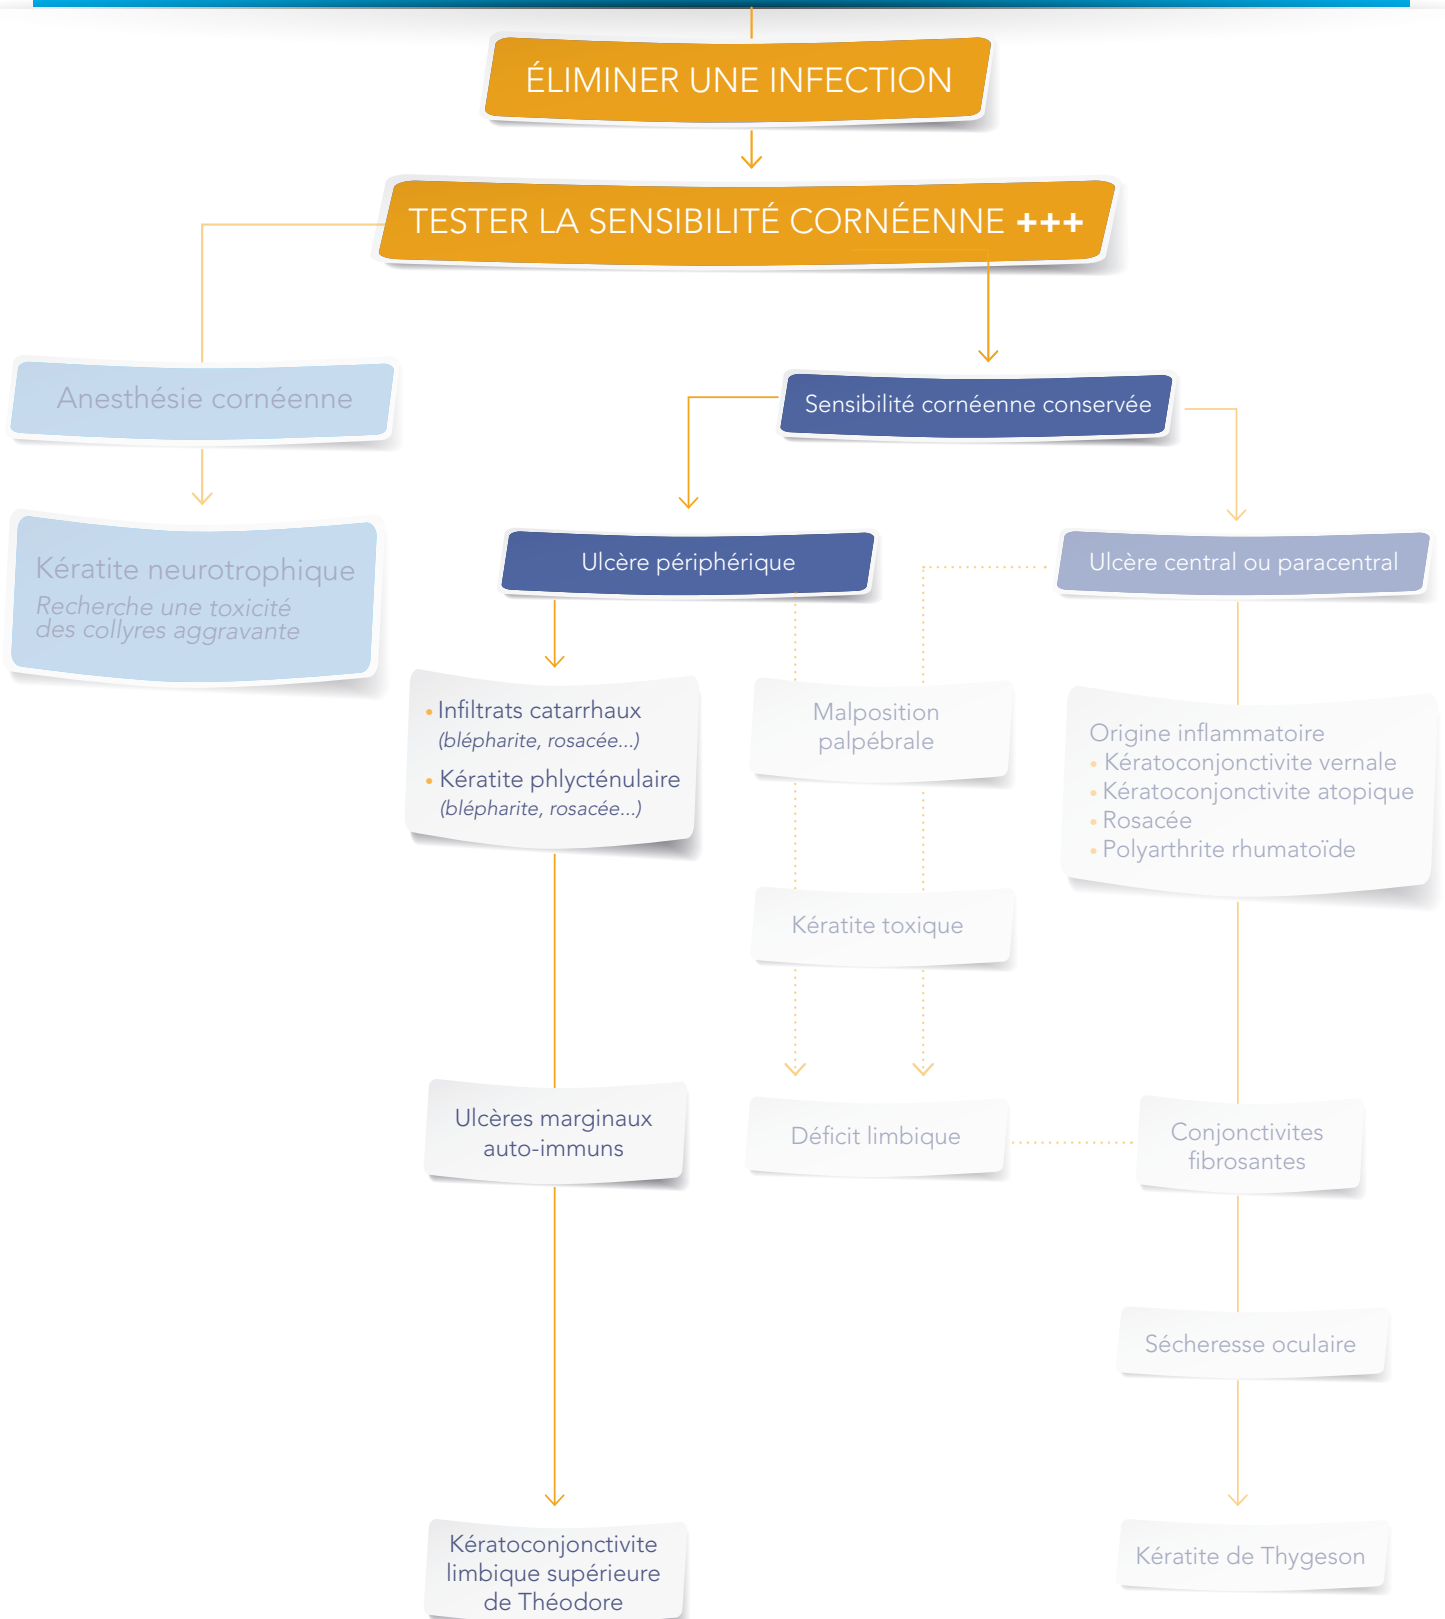 ÉLIMINER UNE INFECTION
TESTER LA SENSIBILITÉ CORNÉENNE +++
Anesthésie cornéenne
Sensibilité cornéenne conservée
Kératite neurotrophique
Recherche une toxicité
des collyres aggravante
Ulcère périphérique
Ulcère central ou paracentral
• Infiltrats catarrhaux
(blépharite, rosacée...)
• Kératite phlycténulaire
(blépharite, rosacée...)
Malposition
palpébrale
Origine inflammatoire
• Kératoconjonctivite vernale
• Kératoconjonctivite atopique
• Rosacée
• Polyarthrite rhumatoïde
Kératite toxique
Ulcères marginaux
auto-immuns
Déficit limbique
Conjonctivites
fibrosantes
Sécheresse oculaire
Kératoconjonctivite
limbique supérieure
de Théodore
Kératite de Thygeson